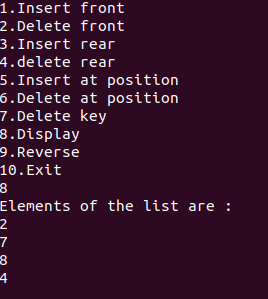 1.Insert front
2.Delete front
3.Insert rear
4.delete rear
5.Insert at position
6.Delete at position
7.Delete key
8.Display
9.Reverse
10.Exit
8
Elements of the list are :
2
7
8
4